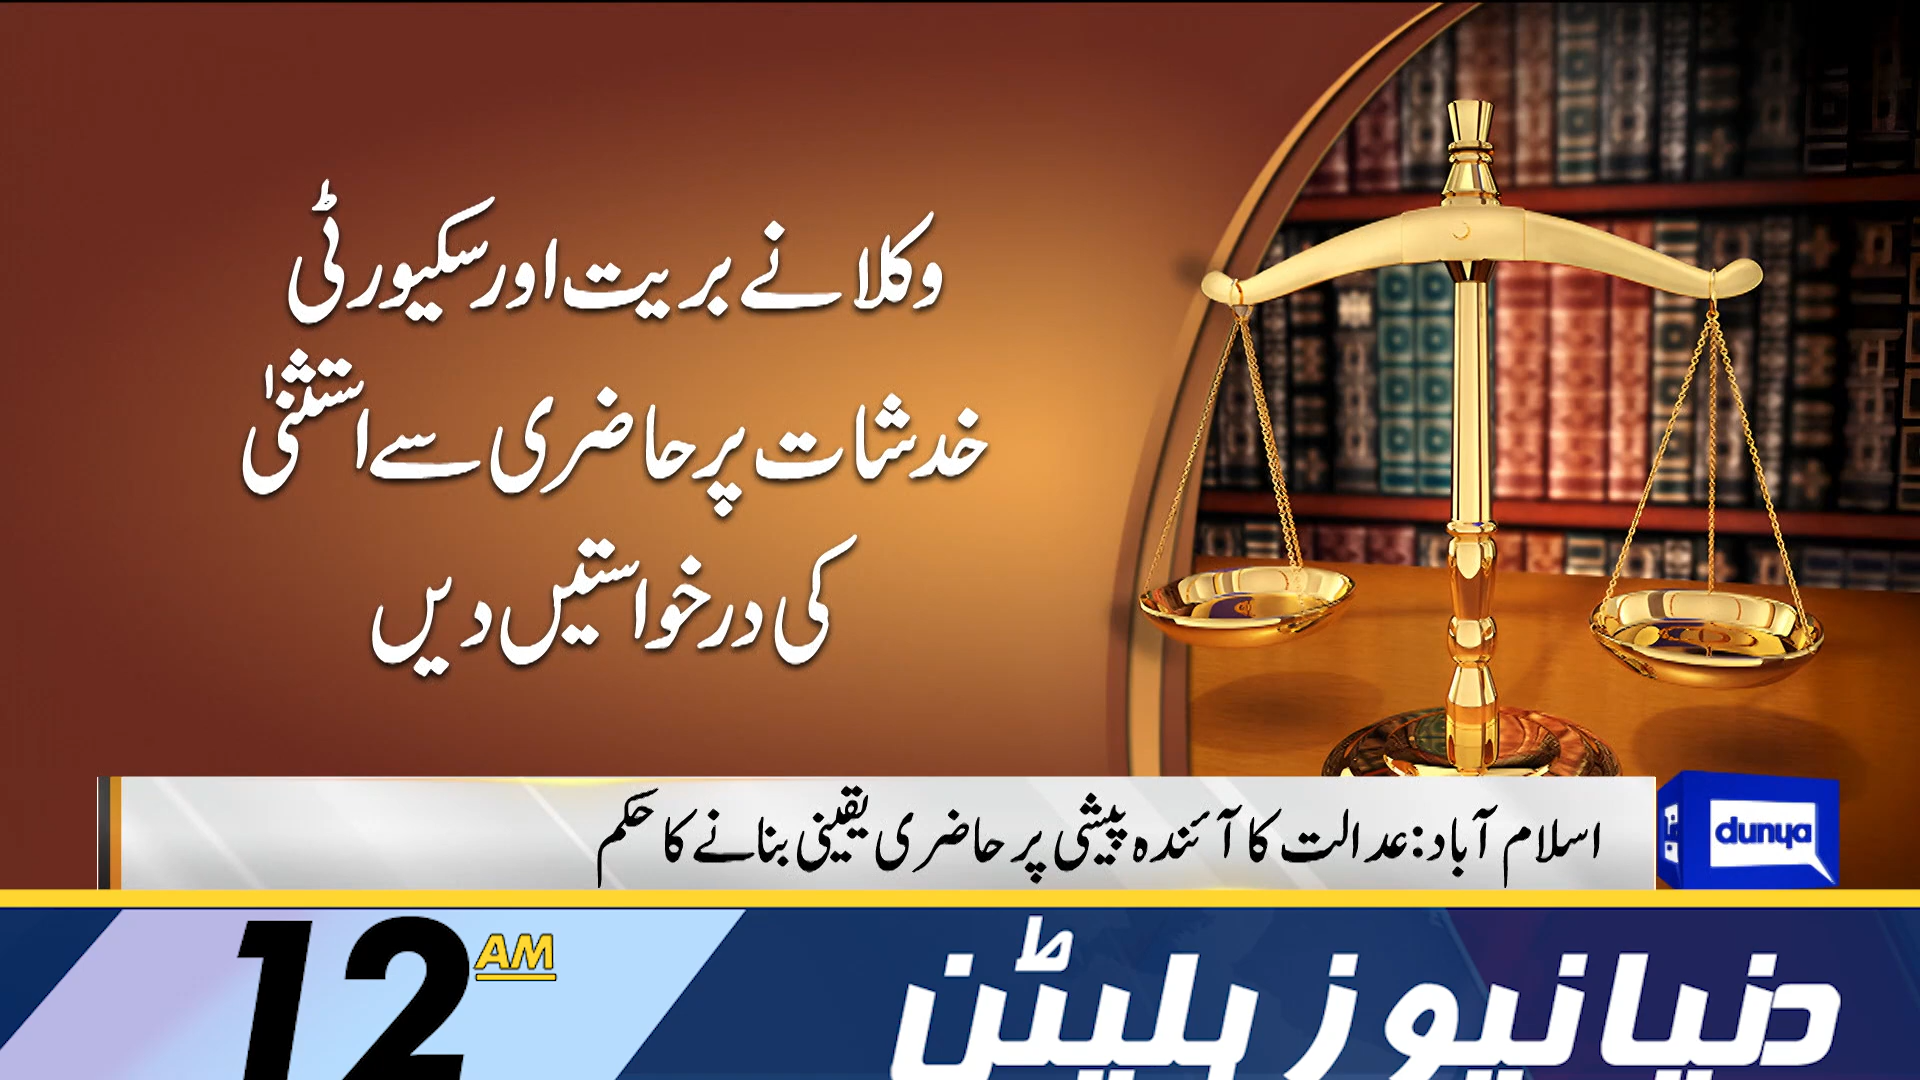 وکلا نے بریت اور سکیورٹی
خدشات پر حاضری سے استثنیٰ
کی درخواستیں دیں
اسلام آباد: عدالت کا آئندہ پیشی پر حاضری یقینی بنانے کا حکم
dunya
12 AM
دنیا نیوز بلیٹن